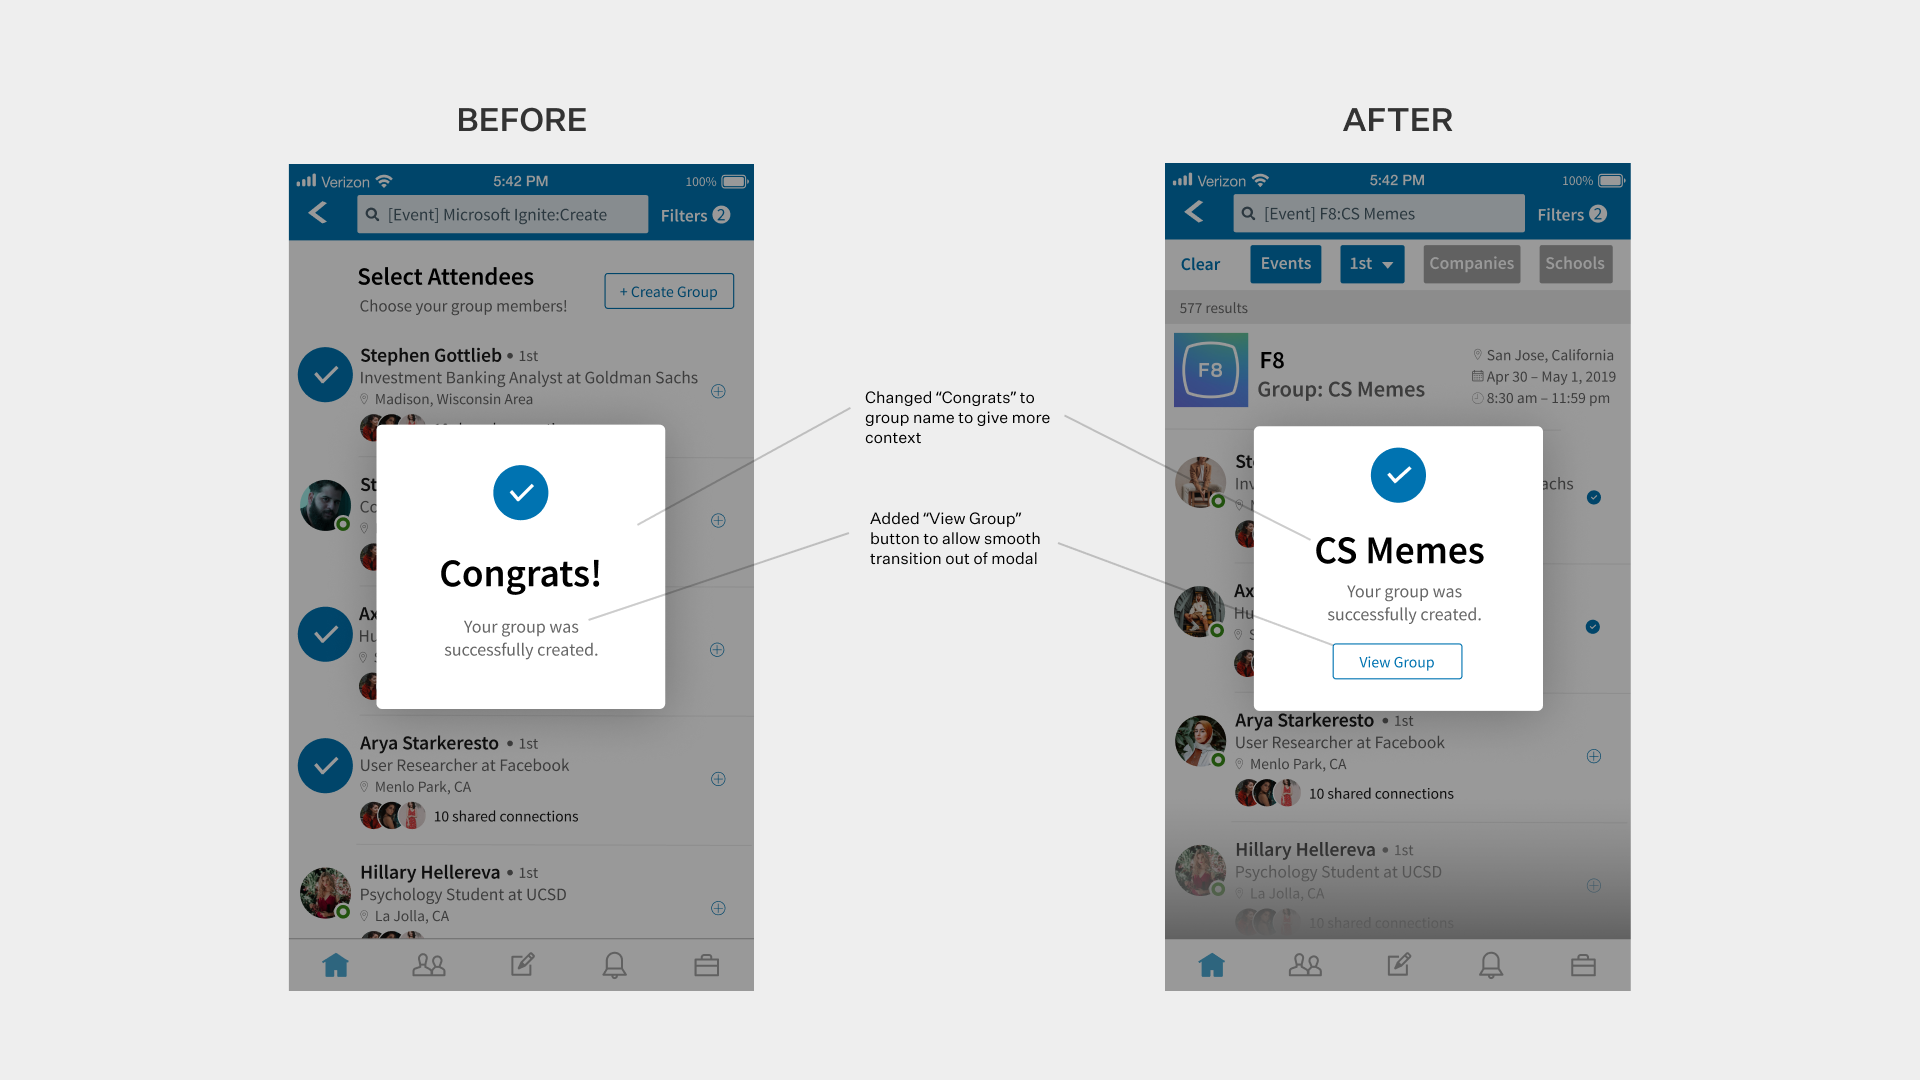 BEFORE
Verizon
5:42 PM
100%
[Event] Microsoft Ignite:Create
Filters 2
Select Attendees
Choose your group members!
+ Create Group
Stephen Gottlieb • 1st
Investment Banking Analyst at Goldman Sachs
Madison, Wisconsin Area
St
Co
Ax
Hu
Congrats!
Your group was
successfully created.
Arya Starkeresto • 1st
User Researcher at Facebook
Menlo Park, CA
10 shared connections
Hillary Hellereva • 1st
Psychology Student at UCSD
La Jolla, CA
Changed “Congrats” to
group name to give more
context
Added “View Group”
button to allow smooth
transition out of modal
AFTER
Verizon
5:42 PM
100%
[Event] F8:CS Memes
Filters 2
Clear
Events
1st
Companies
Schools
577 results
F8
F8
Group: CS Memes
San Jose, California
Apr 30 – May 1, 2019
8:30 am – 11:59 pm
St
Inv
achs
Ax
Hu
CS Memes
Your group was
successfully created.
View Group
Arya Starkeresto • 1st
User Researcher at Facebook
Menlo Park, CA
10 shared connections
Hillary Hellereva • 1st
Psychology Student at UCSD
La Jolla, CA
10 shared connections